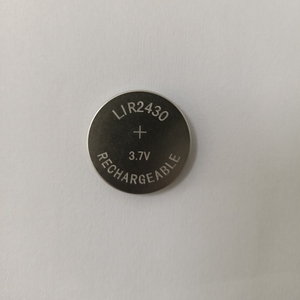 LIR2430
+
3.7V
RECHARGEABLE